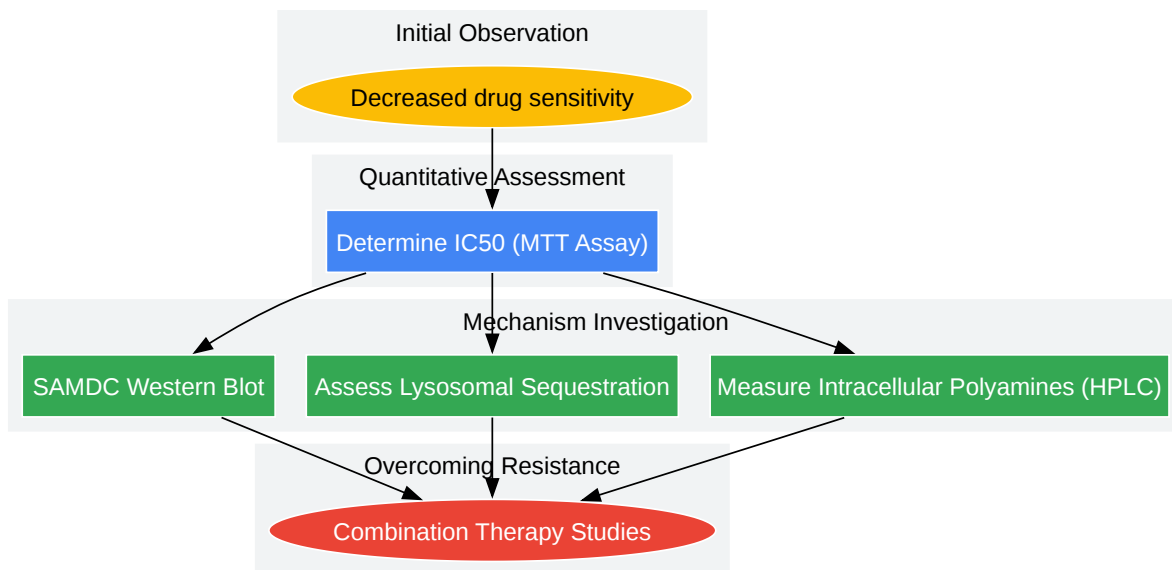 Initial Observation
Decreased drug sensitivity
Quantitative Assessment
Determine IC50 (MTT Assay)
Mechanism Investigation
SAMDC Western Blot
Assess Lysosomal Sequestration
Measure Intracellular Polyamines (HPLC)
Overcoming Resistance
Combination Therapy Studies